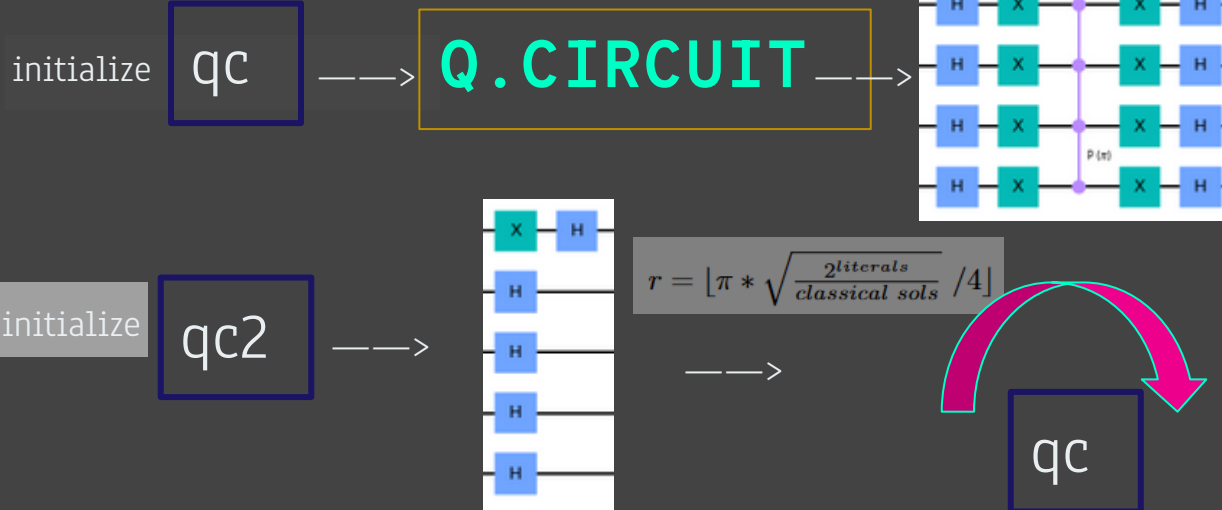 initialize qc ——> Q.CIRCUIT ——>
H X X H
H X X H
H X X H
P (π)
H X X H
X H
H
H
H
H
r = ⌊π * √(2^literals / classical sols) /4⌋
initialize qc2 ——> ——>
qc